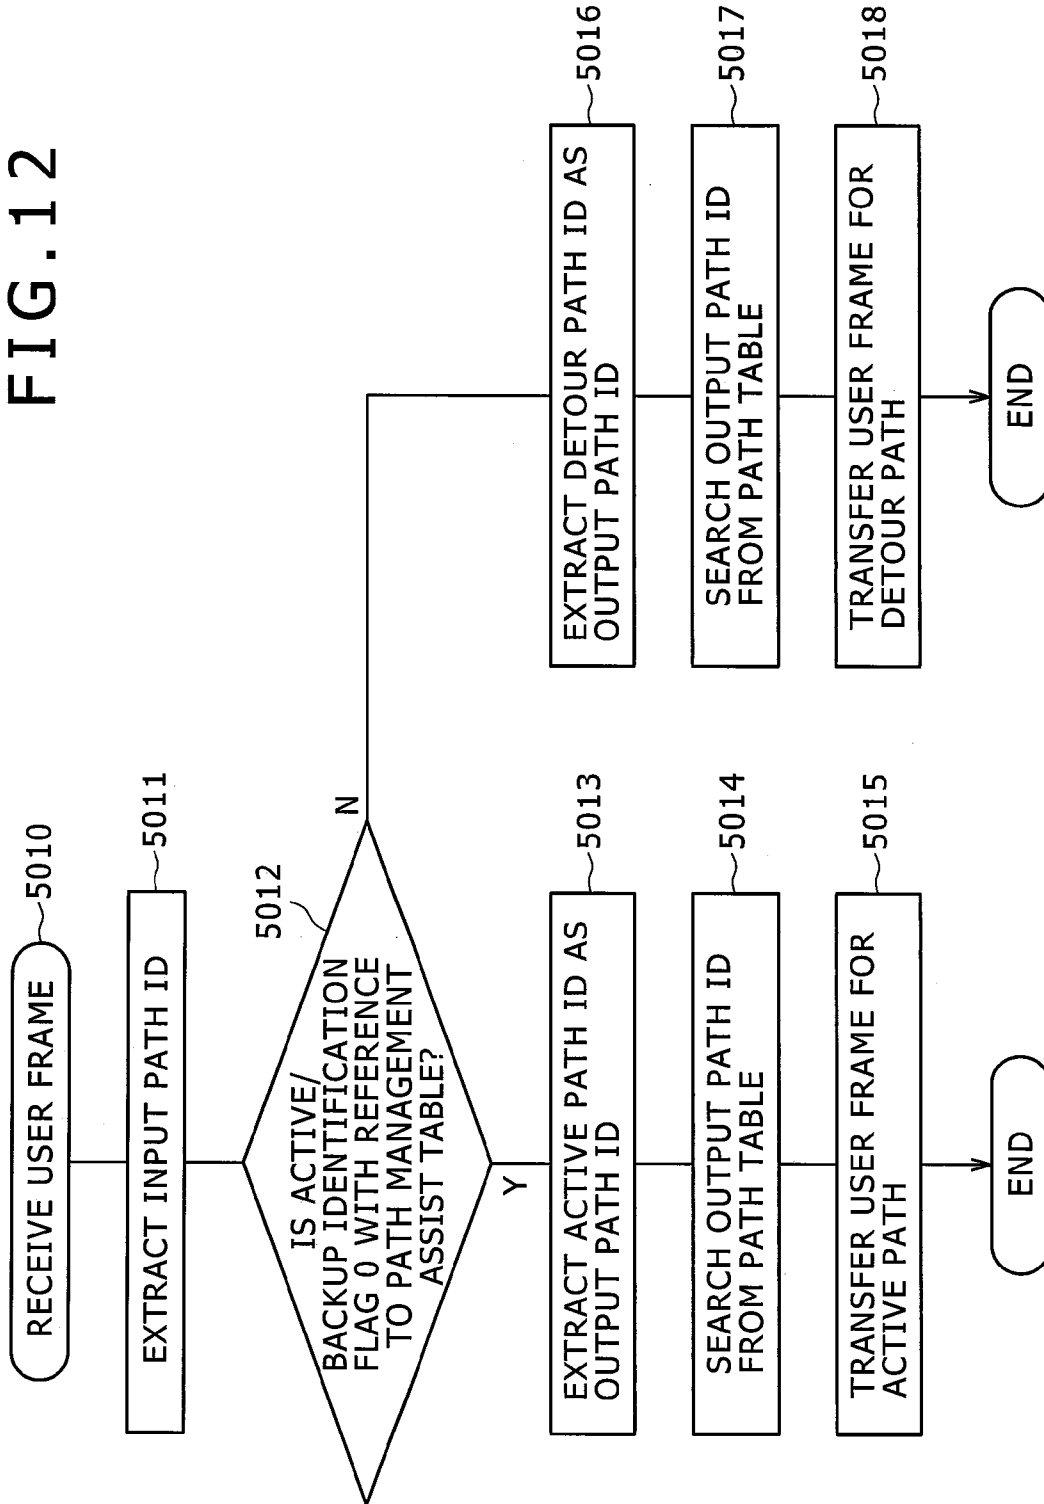 FIG.12
RECEIVE USER FRAME
5010
EXTRACT INPUT PATH ID
5011
5012
IS ACTIVE/
BACKUP IDENTIFICATION
FLAG 0 WITH REFERENCE
TO PATH MANAGEMENT
ASSIST TABLE?
N
Y
EXTRACT ACTIVE PATH ID AS
OUTPUT PATH ID
5013
SEARCH OUTPUT PATH ID
FROM PATH TABLE
5014
TRANSFER USER FRAME FOR
ACTIVE PATH
5015
END
EXTRACT DETOUR PATH ID AS
OUTPUT PATH ID
5016
SEARCH OUTPUT PATH ID
FROM PATH TABLE
5017
TRANSFER USER FRAME FOR
DETOUR PATH
5018
END